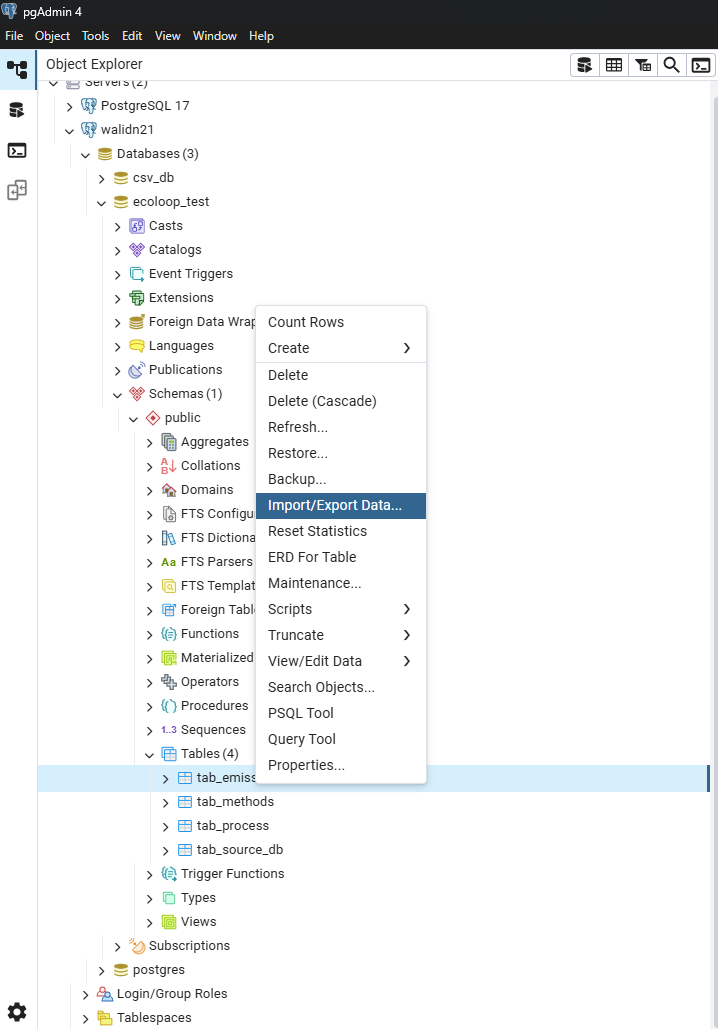 pgAdmin 4
File Object Tools Edit View Window Help
Object Explorer
Servers (2)
PostgreSQL 17
walidn21
Databases (3)
csv_db
ecoloop_test
Casts
Catalogs
Event Triggers
Extensions
Foreign Data Wrap
Languages
Publications
Schemas (1)
public
Aggregates
Collations
Domains
FTS Configu
FTS Dictiona
Aa FTS Parsers
FTS Templat
Foreign Tabl
Functions
Materialized
Operators
Procedures
1..3 Sequences
Tables (4)
tab_emiss
tab_methods
tab_process
tab_source_db
Trigger Functions
Types
Views
Subscriptions
postgres
Login/Group Roles
Tablespaces
Count Rows
Create
Delete
Delete (Cascade)
Refresh...
Restore...
Backup...
Import/Export Data...
Reset Statistics
ERD For Table
Maintenance...
Scripts
Truncate
View/Edit Data
Search Objects...
PSQL Tool
Query Tool
Properties...